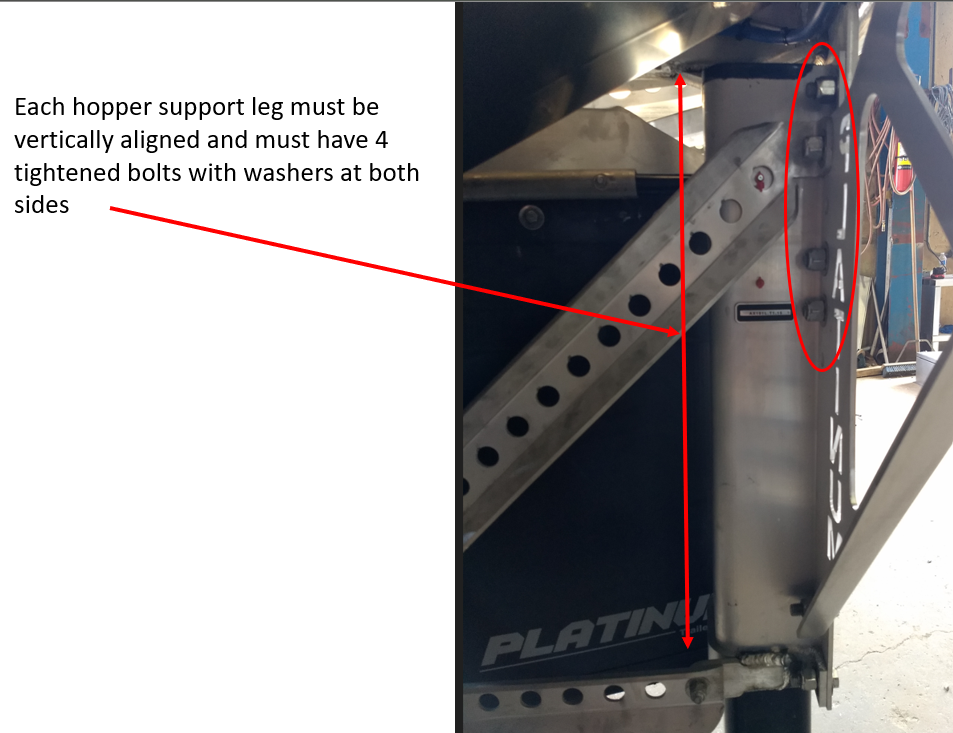 Each hopper support leg must be
vertically aligned and must have 4
tightened bolts with washers at both
sides
PLATINU
Traile